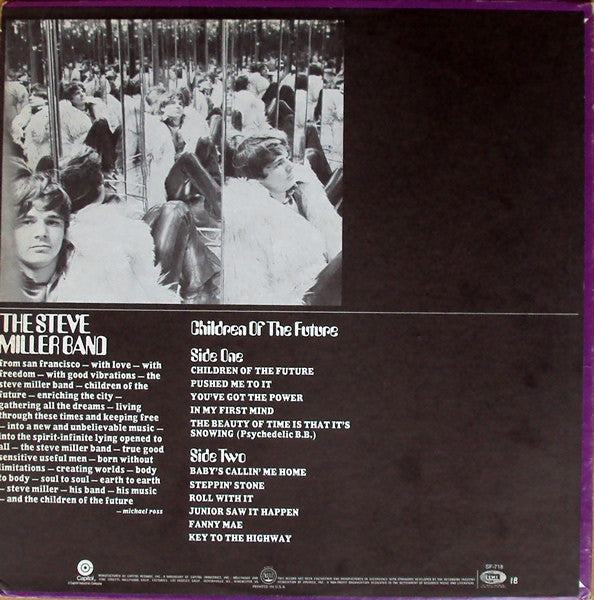 THE STEVE
MILLER BAND
from san francisco — with love — with
freedom — with good vibrations — the
steve miller band — children of the
future — enriching the city —
gathering all the dreams — living
through these times and keeping free
— into a new and unbelievable music —
into the spirit-infinite lying opened to
all — the steve miller band — true good
sensitive useful men — born without
limitations — creating worlds — body
to body — soul to soul — earth to earth
— steve miller — his band — his music
— and the children of the future
— michael ross
Children Of The Future
Side One
CHILDREN OF THE FUTURE
PUSHED ME TO IT
YOU'VE GOT THE POWER
IN MY FIRST MIND
THE BEAUTY OF TIME IS THAT IT'S
SNOWING (Psychedelic B.B.)
Side Two
BABY'S CALLIN' ME HOME
STEPPIN' STONE
ROLL WITH IT
JUNIOR SAW IT HAPPEN
FANNY MAE
KEY TO THE HIGHWAY
Capitol
PRINTED IN U.S.A.
SF-718
18